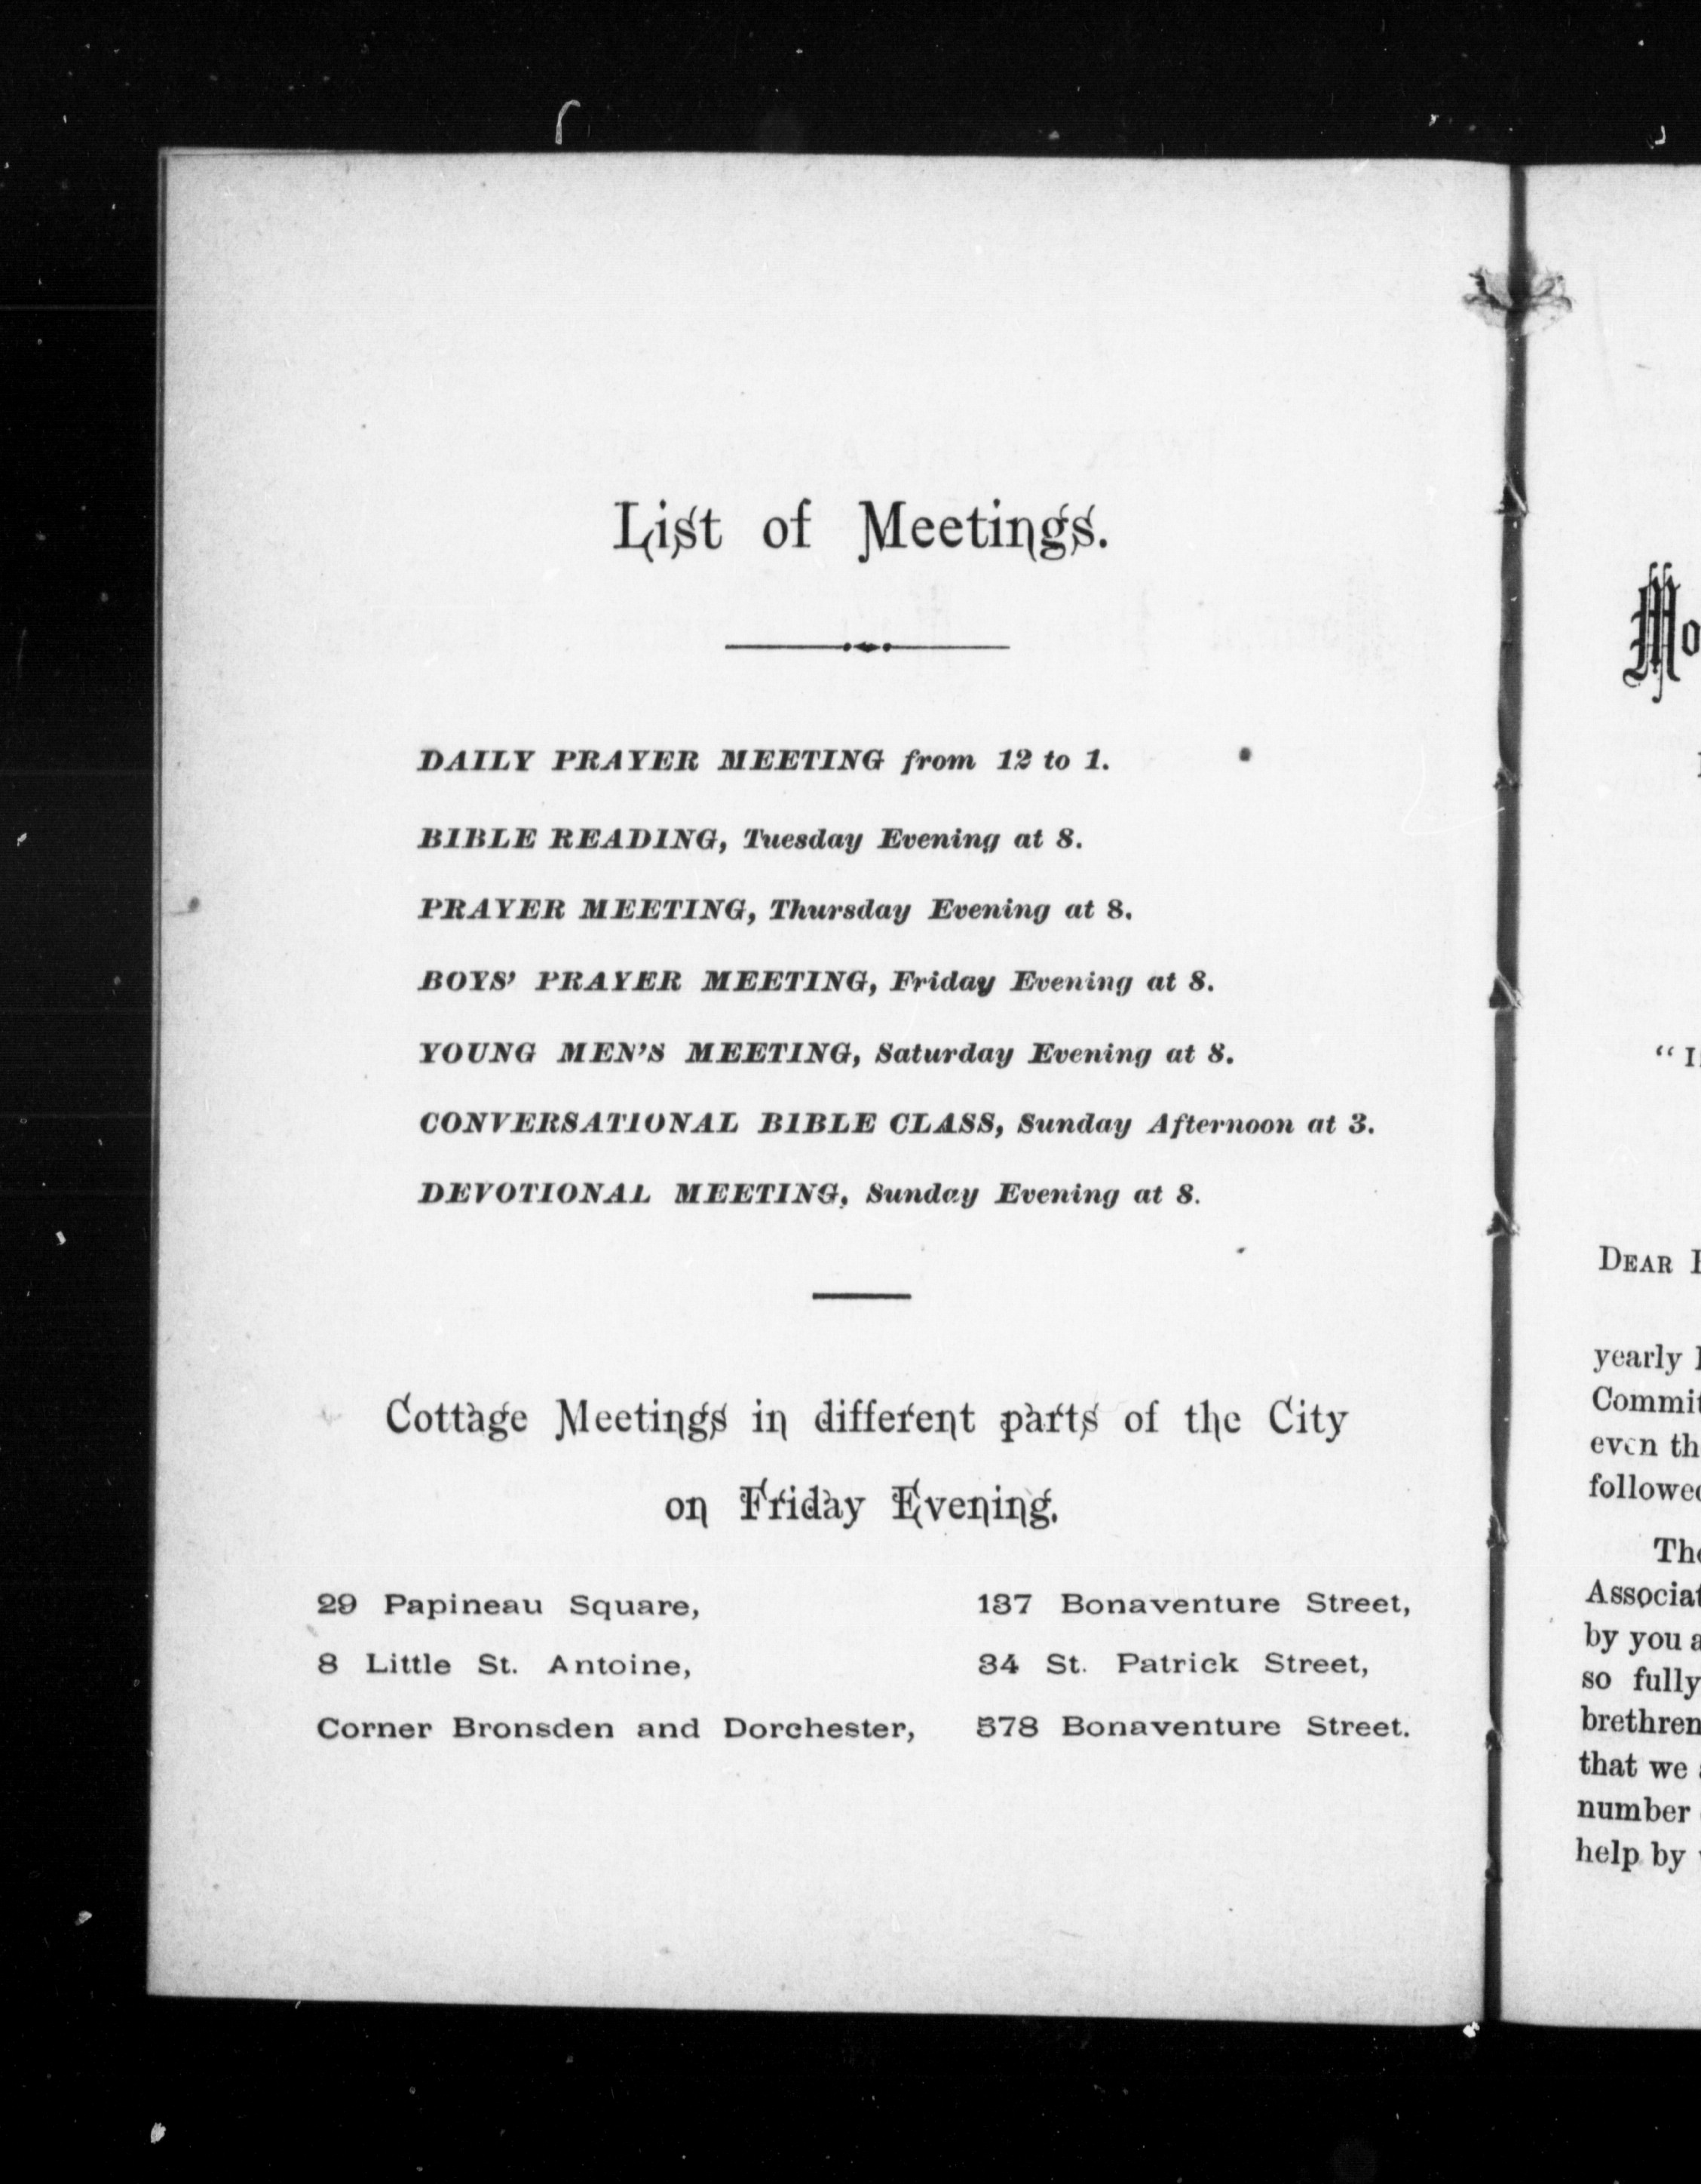 List of Meetings.
DAILY PRAYER MEETING from 12 to 1.
BIBLE READING, Tuesday Evening at 8.
PRAYER MEETING, Thursday Evening at 8.
BOYS' PRAYER MEETING, Friday Evening at 8.
YOUNG MEN'S MEETING, Saturday Evening at 8.
CONVERSATIONAL BIBLE CLASS, Sunday Afternoon at 3.
DEVOTIONAL MEETING, Sunday Evening at 8.
Cottage Meetings in different parts of the City
on Friday Evening.
29 Papineau Square,
8 Little St. Antoine,
Corner Bronsden and Dorchester,
137 Bonaventure Street,
34 St. Patrick Street,
578 Bonaventure Street.
DEAR
yearly
Commit
even th
followed
The
Associat
by you a
so fully
brethren
that we
number
help by